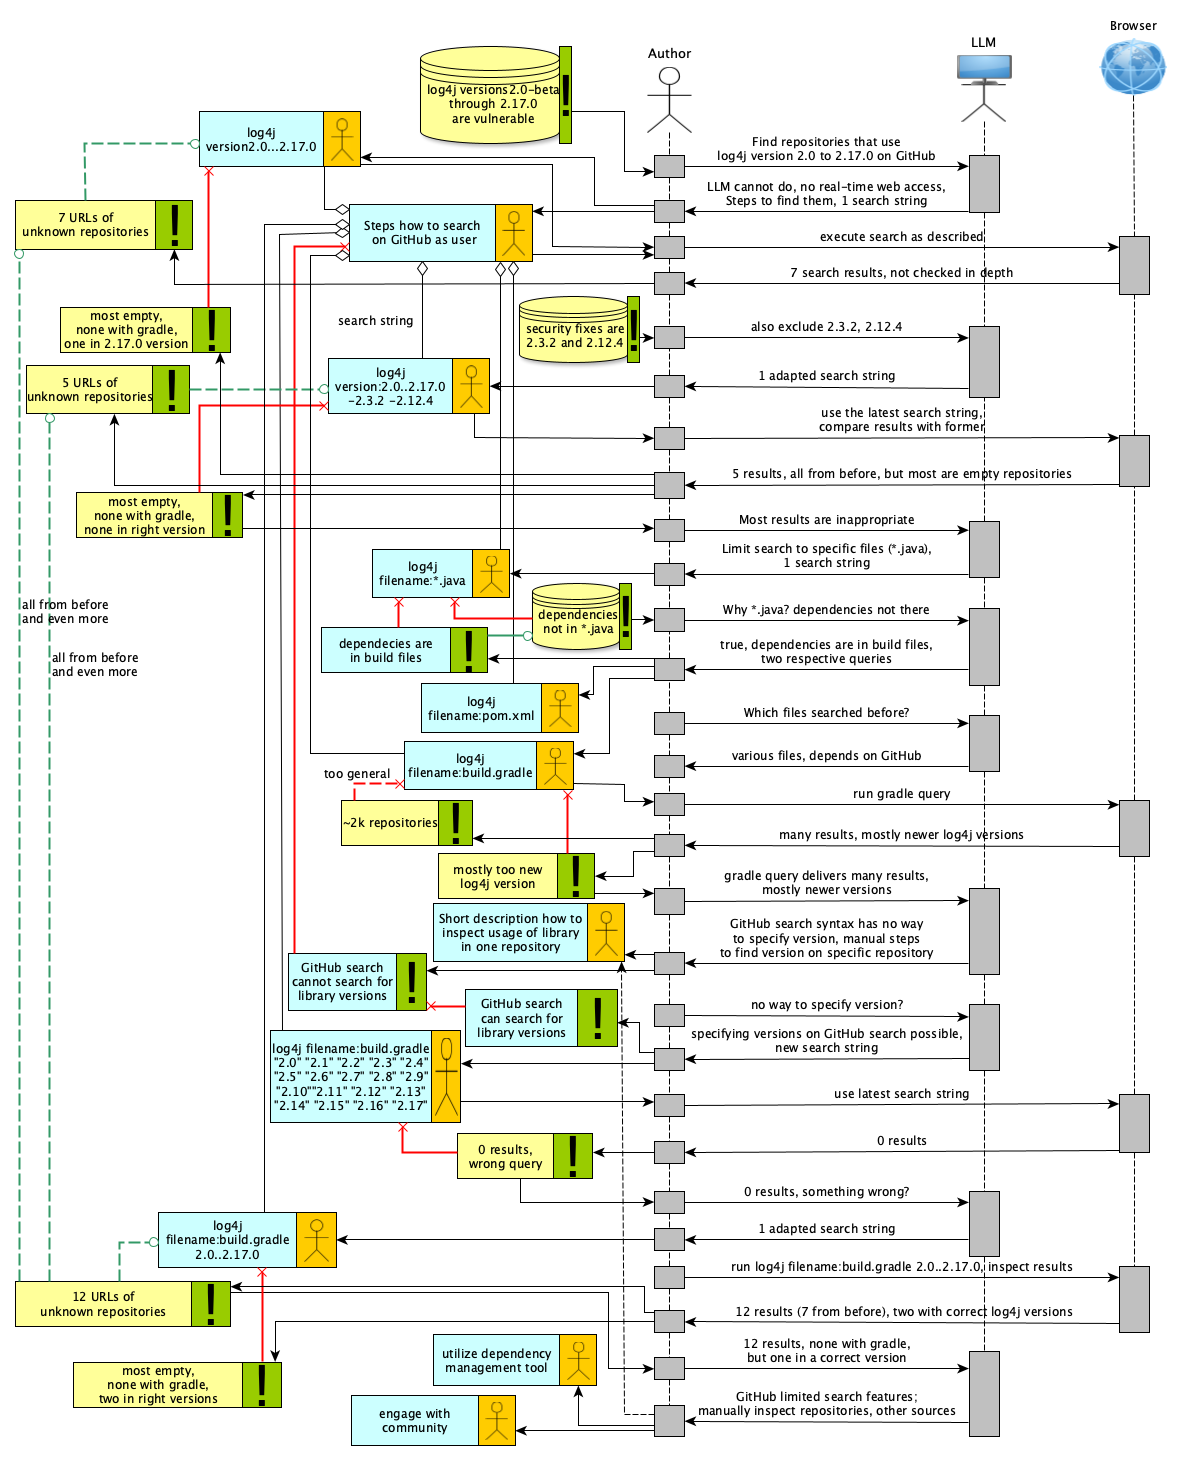 Browser
Author
LLM
log4j versions2.0-beta
through 2.17.0
are vulnerable
log4j
version2.0...2.17.0
Find repositories that use
log4j version 2.0 to 2.17.0 on GitHub
LLM cannot do, no real-time web access,
Steps to find them, 1 search string
7 URLs of
unknown repositories
Steps how to search
on GitHub as user
execute search as described
7 search results, not checked in depth
most empty,
none with gradle,
one in 2.17.0 version
search string
security fixes are
2.3.2 and 2.12.4
also exclude 2.3.2, 2.12.4
5 URLs of
unknown repositories
log4j
version:2.0..2.17.0
-2.3.2 -2.12.4
1 adapted search string
use the latest search string,
compare results with former
5 results, all from before, but most are empty repositories
most empty,
none with gradle,
none in right version
Most results are inappropriate
log4j
filename:*.java
Limit search to specific files (*.java),
1 search string
all from before
and even more
dependencies
not in *.java
Why *.java? dependencies not there
dependecies are
in build files
true, dependencies are in build files,
two respective queries
all from before
and even more
log4j
filename:pom.xml
Which files searched before?
log4j
filename:build.gradle
various files, depends on GitHub
too general
~2k repositories
run gradle query
many results, mostly newer log4j versions
mostly too new
log4j version
gradle query delivers many results,
mostly newer versions
Short description how to
inspect usage of library
in one repository
GitHub search syntax has no way
to specify version, manual steps
to find version on specific repository
GitHub search
cannot search for
library versions
GitHub search
can search for
library versions
no way to specify version?
specifying versions on GitHub search possible,
new search string
log4j filename:build.gradle
"2.0" "2.1" "2.2" "2.3" "2.4"
"2.5" "2.6" "2.7" "2.8" "2.9"
"2.10""2.11" "2.12" "2.13"
"2.14" "2.15" "2.16" "2.17"
use latest search string
0 results,
wrong query
0 results
0 results, something wrong?
log4j
filename:build.gradle
2.0..2.17.0
1 adapted search string
run log4j filename:build.gradle 2.0..2.17.0, inspect results
12 URLs of
unknown repositories
12 results (7 from before), two with correct log4j versions
utilize dependency
management tool
12 results, none with gradle,
but one in a correct version
most empty,
none with gradle,
two in right versions
GitHub limited search features;
manually inspect repositories, other sources
engage with
community